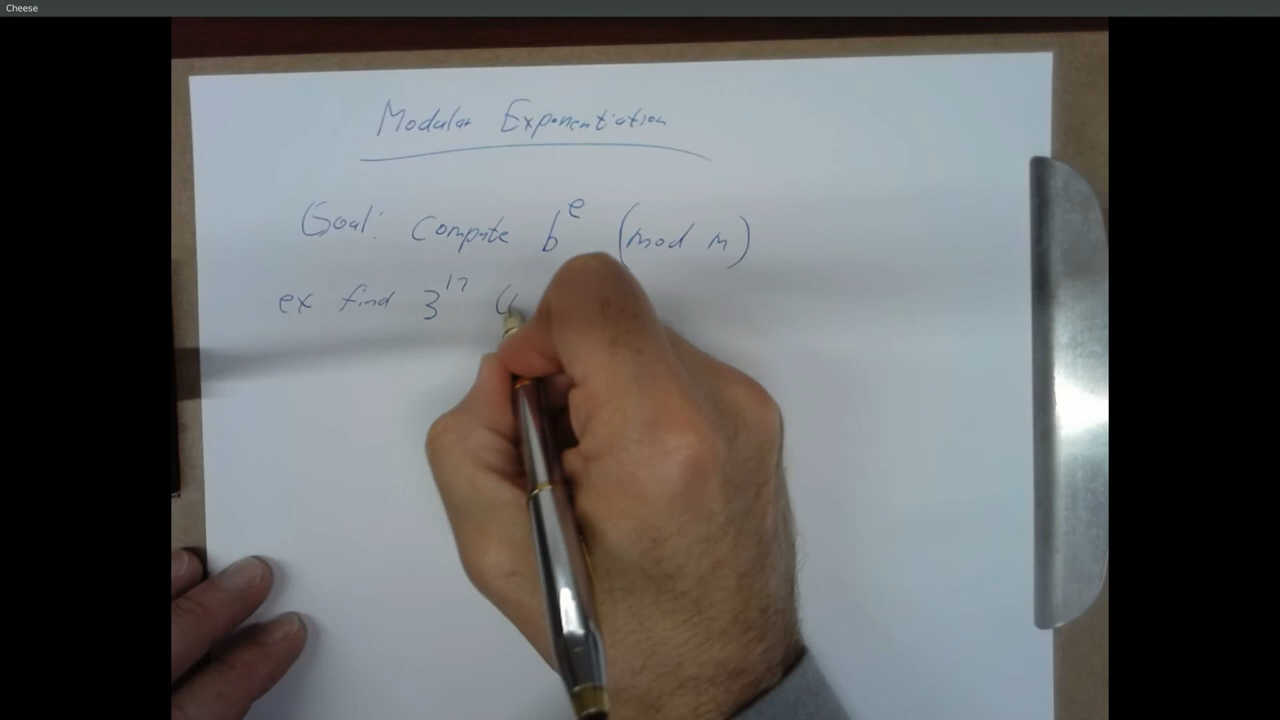 Cheese
Modular Exponentiation
Goal: Compute b^e (mod m)
ex find 3^17 (